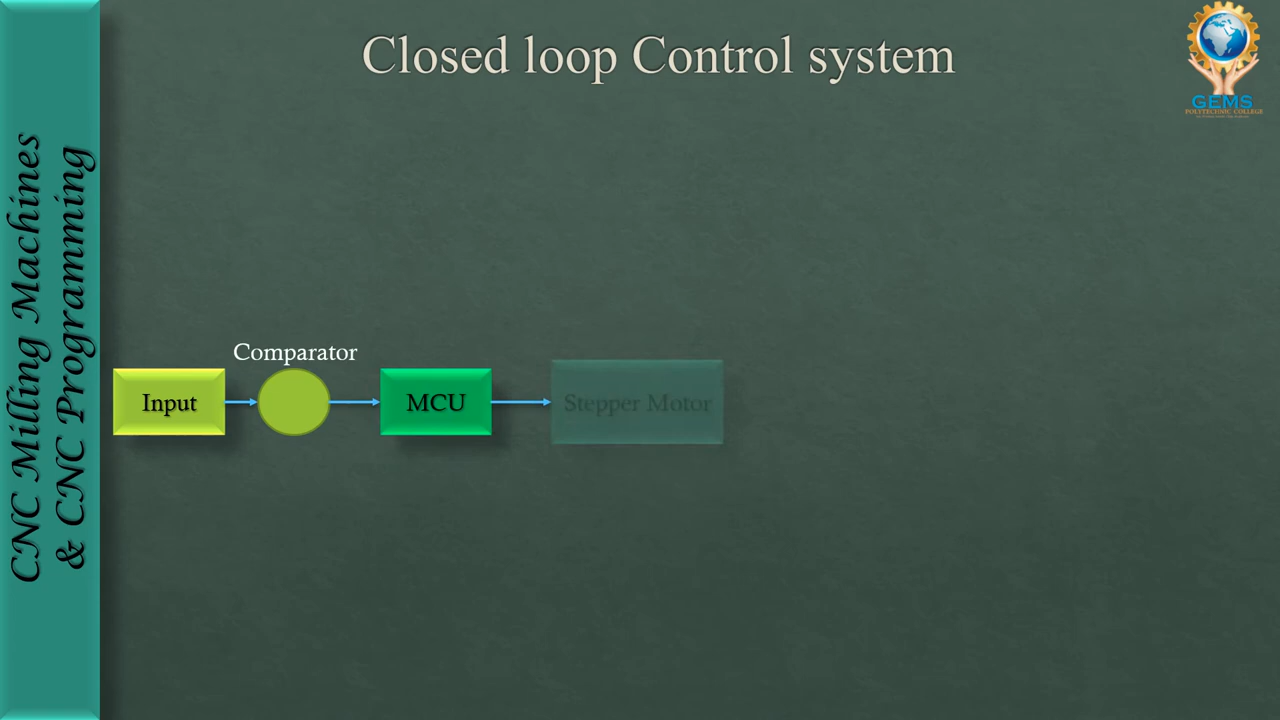 Closed loop Control system
GEMS
POLYTECHNIC COLLEGE
CNC Milling Machines
& CNC Programming
Comparator
Input
MCU
Stepper Motor